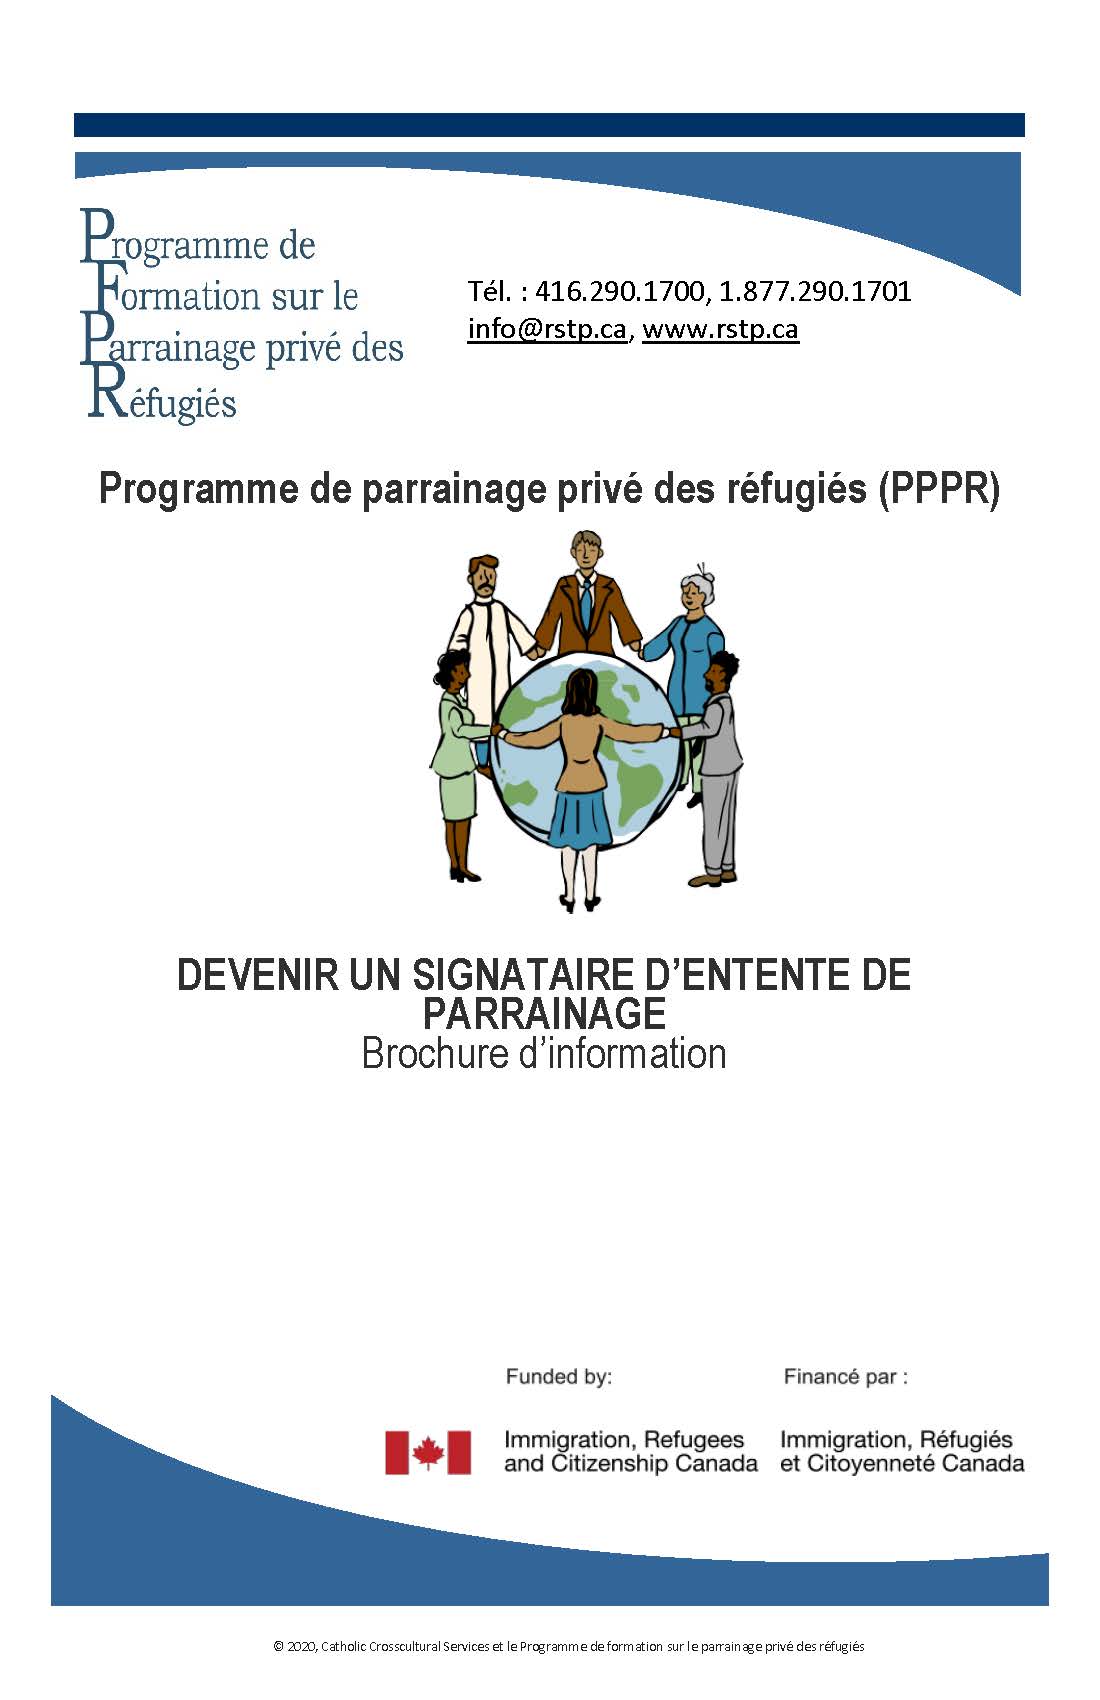 Programme de
Formation sur le
Parrainage privé des
Réfugiés
Tél. : 416.290.1700, 1.877.290.1701
info@rstp.ca, www.rstp.ca
Programme de parrainage privé des réfugiés (PPPR)
DEVENIR UN SIGNATAIRE D’ENTENTE DE
PARRAINAGE
Brochure d’information
Funded by:
Immigration, Refugees
and Citizenship Canada
Financé par :
Immigration, Réfugiés
et Citoyenneté Canada
© 2020, Catholic Crosscultural Services et le Programme de formation sur le parrainage privé des réfugiés